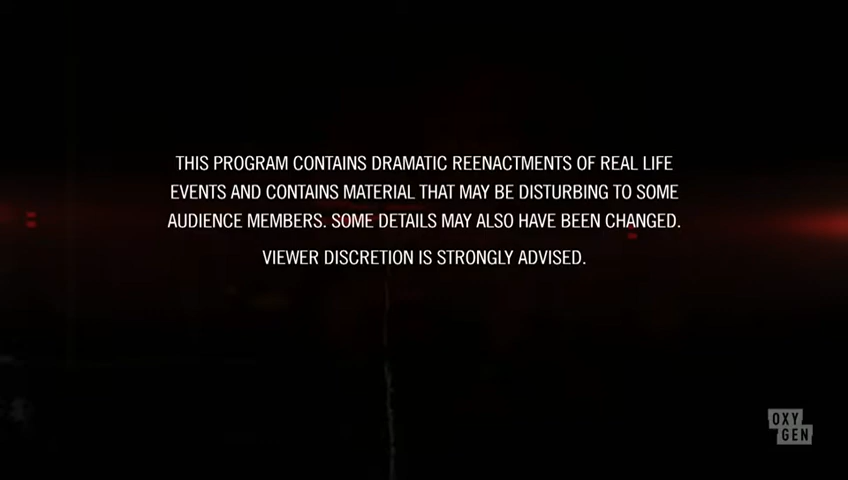 THIS PROGRAM CONTAINS DRAMATIC REENACTMENTS OF REAL LIFE
EVENTS AND CONTAINS MATERIAL THAT MAY BE DISTURBING TO SOME
AUDIENCE MEMBERS. SOME DETAILS MAY ALSO HAVE BEEN CHANGED.
VIEWER DISCRETION IS STRONGLY ADVISED.
OXY
GEN